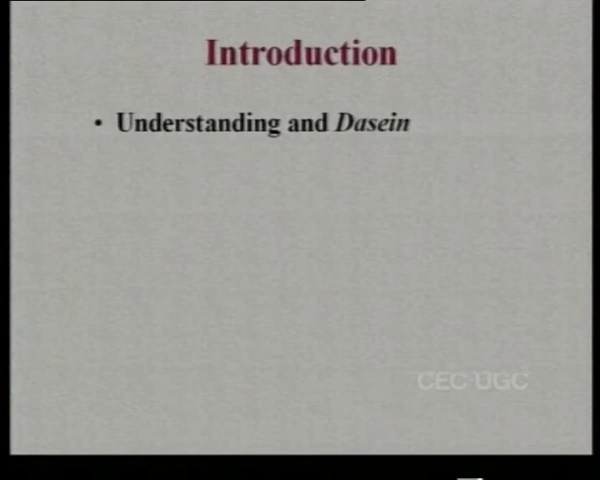 Introduction
• Understanding and Dasein
CEC-UGC